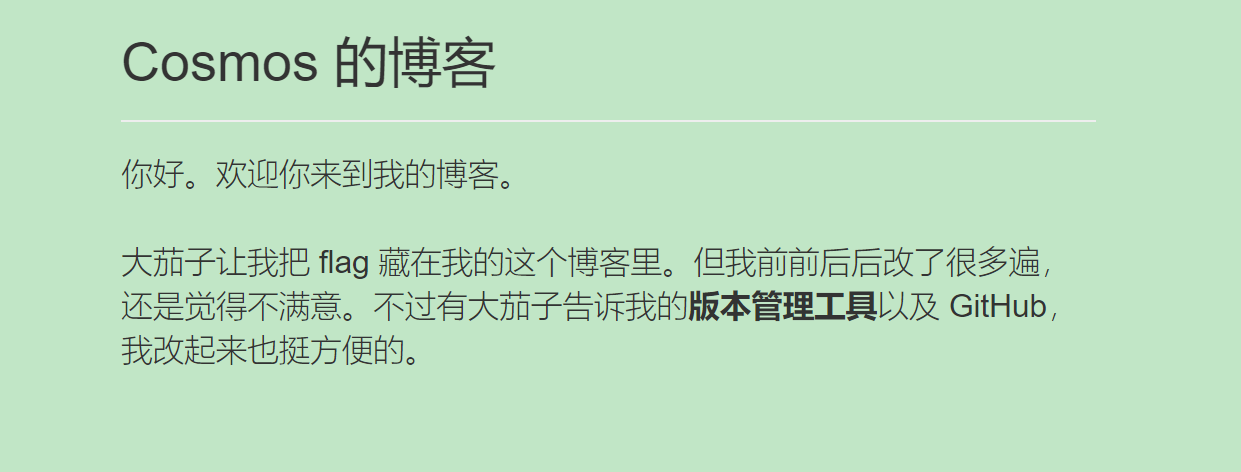 Cosmos 的博客
你好。欢迎你来到我的博客。
大茄子让我把 flag 藏在我的这个博客里。但我前前后后改了很多遍，
还是觉得不满意。不过有大茄子告诉我的版本管理工具以及 GitHub，
我改起来也挺方便的。